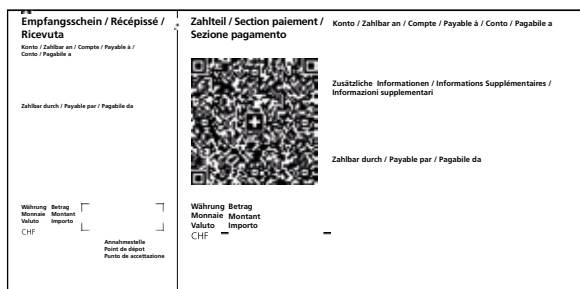 Empfangsschein / Récépissé /
Ricevuta
Konto / Zahlbar an / Compte / Payable à /
Conto / Pagabile a
Zahlbar durch / Payable par / Pagabile da
Währung Betrag
Monnaie Montant
Valuto Importo
CHF
Annahmestelle
Point de dépot
Punto de accettazione
Zahlteil / Section paiement /
Sezione pagamento
Währung Betrag
Monnaie Montant
Valuto Importo
CHF
Konto / Zahlbar an / Compte / Payable à / Conto / Pagabile a
Zusätzliche Informationen / Informations Supplémentaires /
Informazioni supplementari
Zahlbar durch / Payable par / Pagabile da